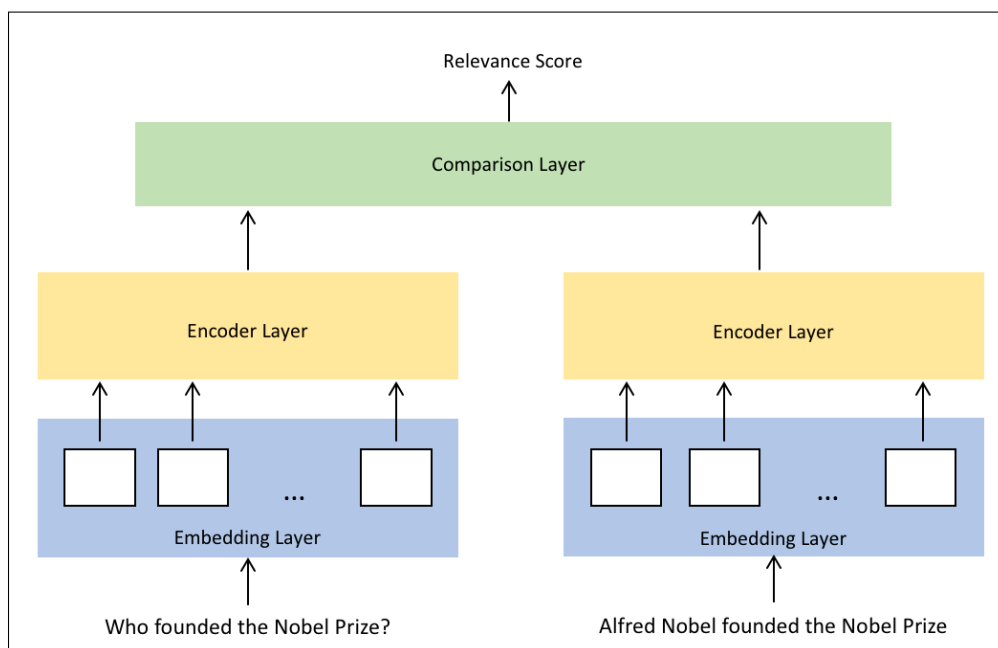 Relevance Score
Comparison Layer
Encoder Layer
Encoder Layer
...
...
Embedding Layer
Embedding Layer
Who founded the Nobel Prize?
Alfred Nobel founded the Nobel Prize